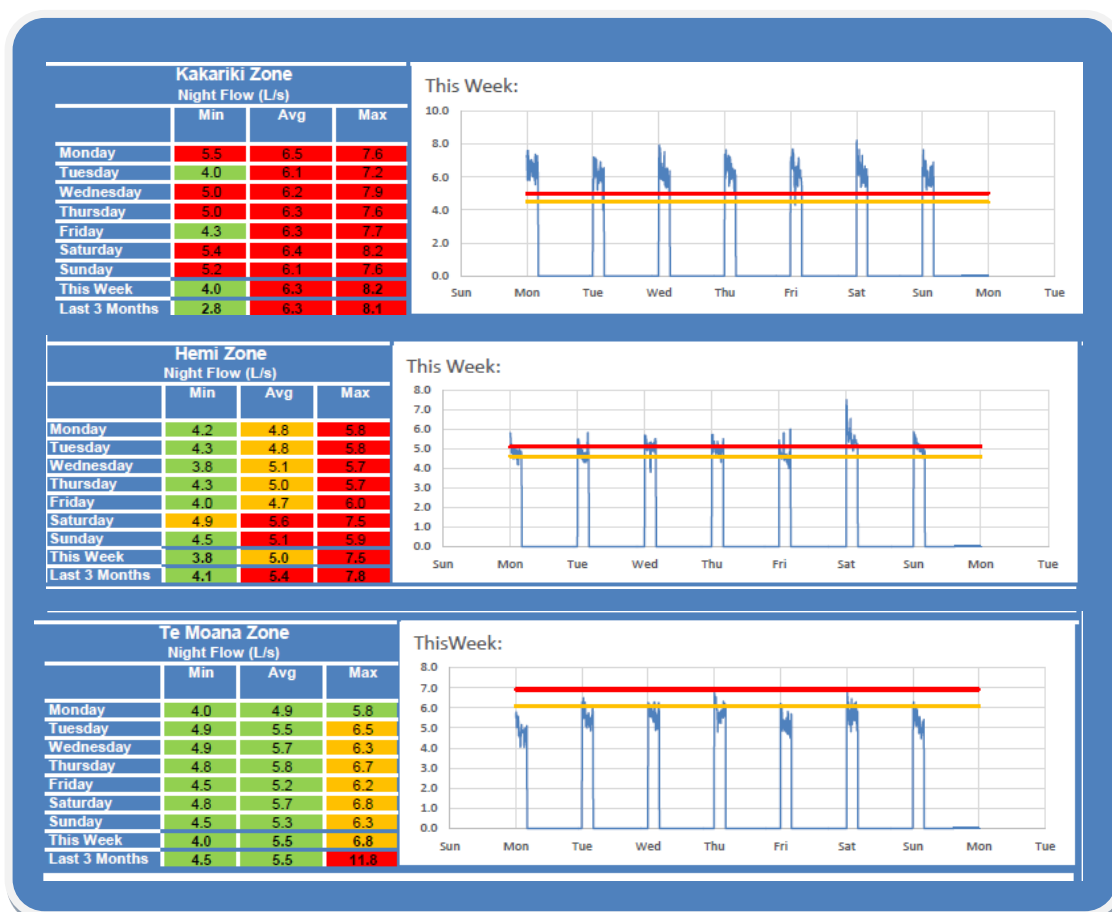 Kakariki Zone
Night Flow (L/s)
Min Avg Max
Monday 5.5 6.5 7.6
Tuesday 4.0 6.1 7.2
Wednesday 5.0 6.2 7.9
Thursday 5.0 6.3 7.6
Friday 4.3 6.3 7.7
Saturday 5.4 6.4 8.2
Sunday 5.2 6.1 7.6
This Week 4.0 6.3 8.2
Last 3 Months 2.8 6.3 8.1
This Week:
10.0
8.0
6.0
4.0
2.0
0.0
Sun Mon Tue Wed Thu Fri Sat Sun Mon Tue
Hemi Zone
Night Flow (L/s)
Min Avg Max
Monday 4.2 4.8 5.8
Tuesday 4.3 4.8 5.8
Wednesday 3.8 5.1 5.7
Thursday 4.3 5.0 5.7
Friday 4.0 4.7 6.0
Saturday 4.9 5.6 7.5
Sunday 4.5 5.1 5.9
This Week 3.8 5.0 7.5
Last 3 Months 4.1 5.4 7.8
This Week:
8.0
7.0
6.0
5.0
4.0
3.0
2.0
1.0
0.0
Sun Mon Tue Wed Thu Fri Sat Sun Mon Tue
Te Moana Zone
Night Flow (L/s)
Min Avg Max
Monday 4.0 4.9 5.8
Tuesday 4.9 5.5 6.5
Wednesday 4.9 5.7 6.3
Thursday 4.8 5.8 6.7
Friday 4.5 5.2 6.2
Saturday 4.8 5.7 6.8
Sunday 4.5 5.3 6.3
This Week 4.0 5.5 6.8
Last 3 Months 4.5 5.5 11.8
ThisWeek:
8.0
7.0
6.0
5.0
4.0
3.0
2.0
1.0
0.0
Sun Mon Tue Wed Thu Fri Sat Sun Mon Tue